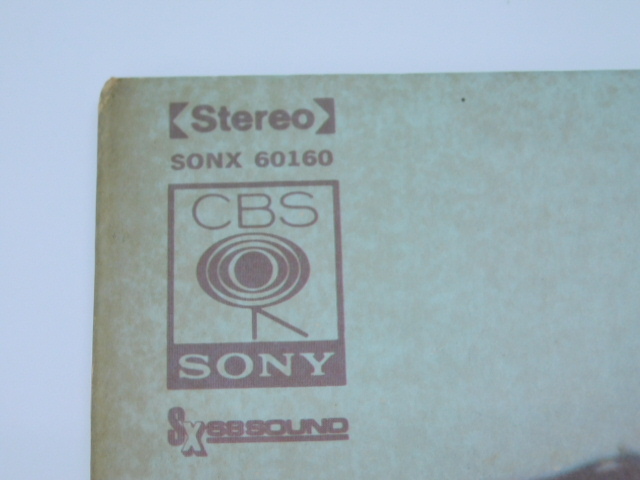 Stereo
SONX 60160
CBS
SONY
SX68SOUND